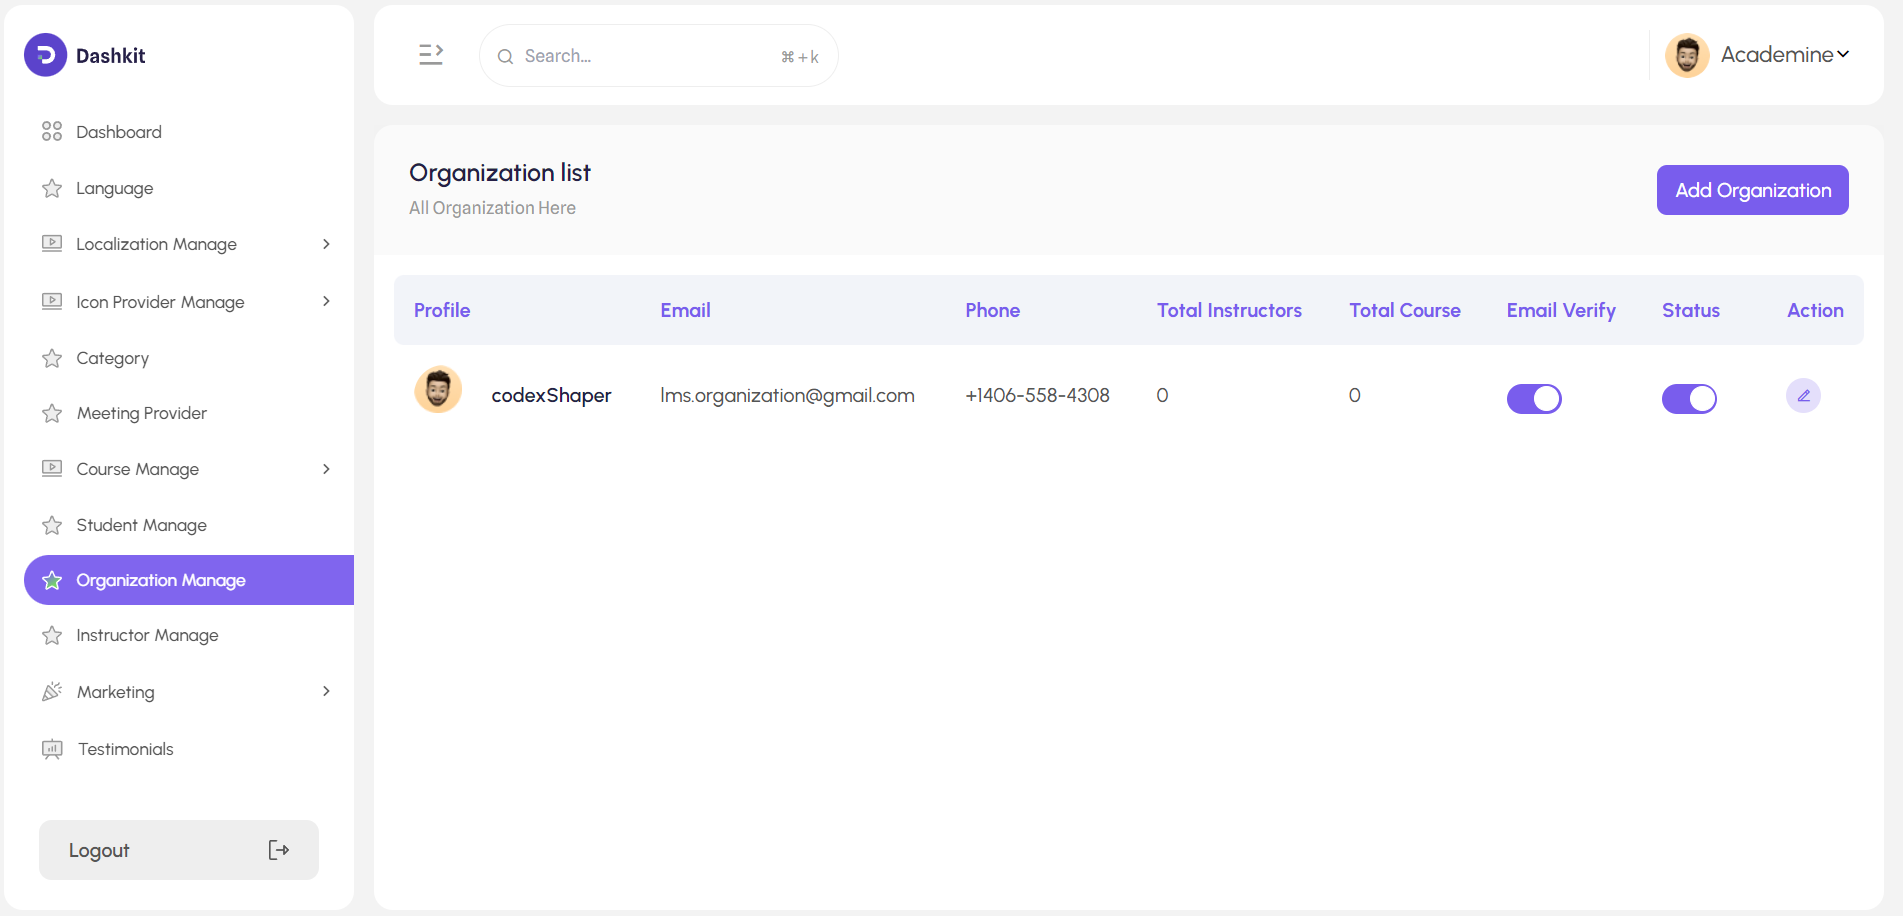 Dashkit
Dashboard
Language
Localization Manage
Icon Provider Manage
Category
Meeting Provider
Course Manage
Student Manage
Organization Manage
Instructor Manage
Marketing
Testimonials
Logout
Search... ⌘+k
Academine
Organization list
All Organization Here
Add Organization
Profile Email Phone Total Instructors Total Course Email Verify Status Action
codexShaper lms.organization@gmail.com +1406-558-4308 0 0